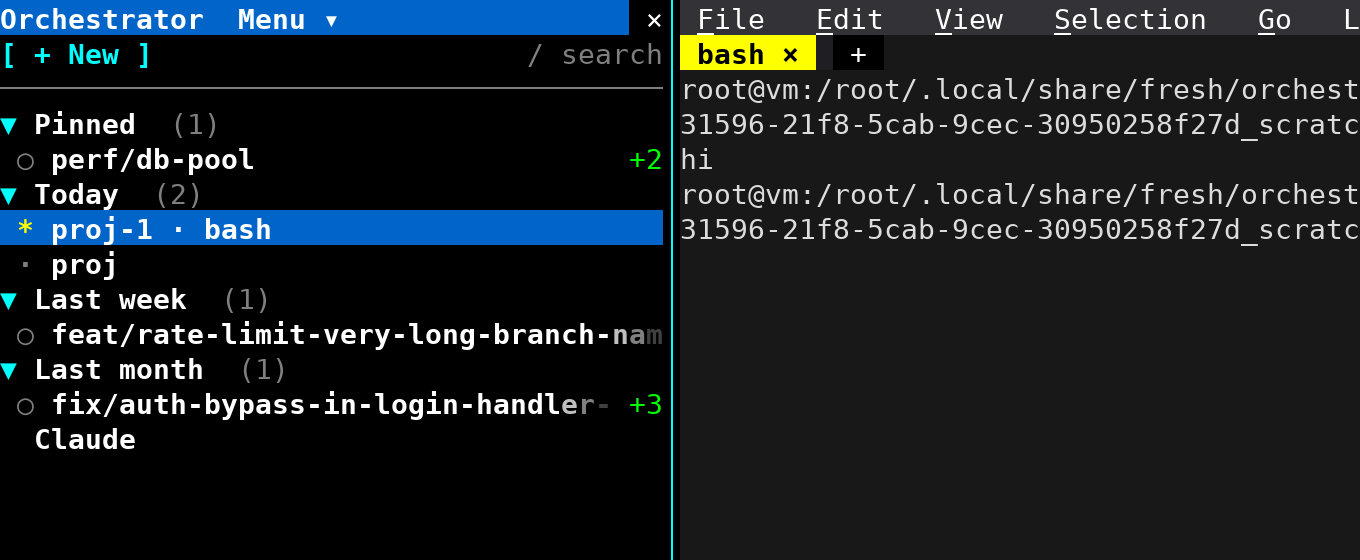 Orchestrator Menu ▾ ×
[ + New ] / search
▼ Pinned (1)
○ perf/db-pool +2
▼ Today (2)
* proj-1 · bash
· proj
▼ Last week (1)
○ feat/rate-limit-very-long-branch-nam
▼ Last month (1)
○ fix/auth-bypass-in-login-handler- +3
Claude
File Edit View Selection Go L
bash × +
root@vm:/root/.local/share/fresh/orchest
31596-21f8-5cab-9cec-30950258f27d_scratc
hi
root@vm:/root/.local/share/fresh/orchest
31596-21f8-5cab-9cec-30950258f27d_scratc